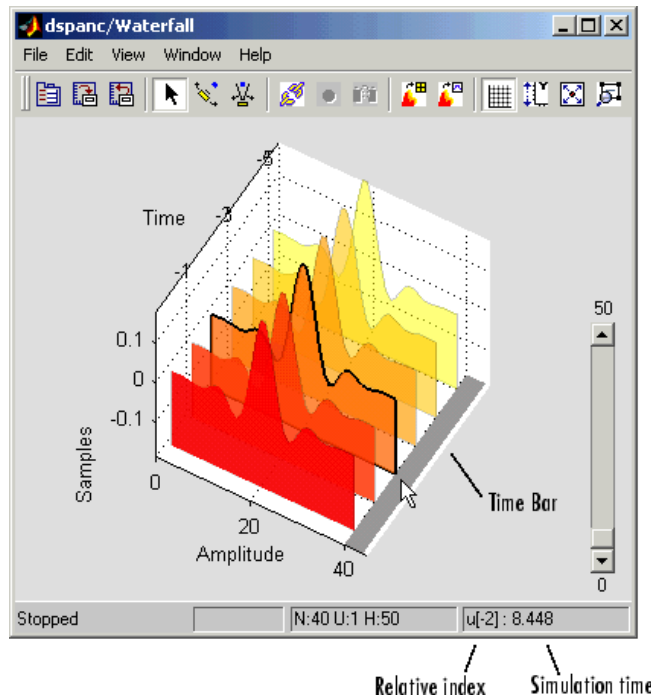 dspanc/Waterfall
File Edit View Window Help
-5
Time -3
-1
50
0.1
0
-0.1
Samples
Time Bar
0
20
Amplitude
40
0
Stopped N:40 U:1 H:50 u[-2] : 8.448
Relative index Simulation time